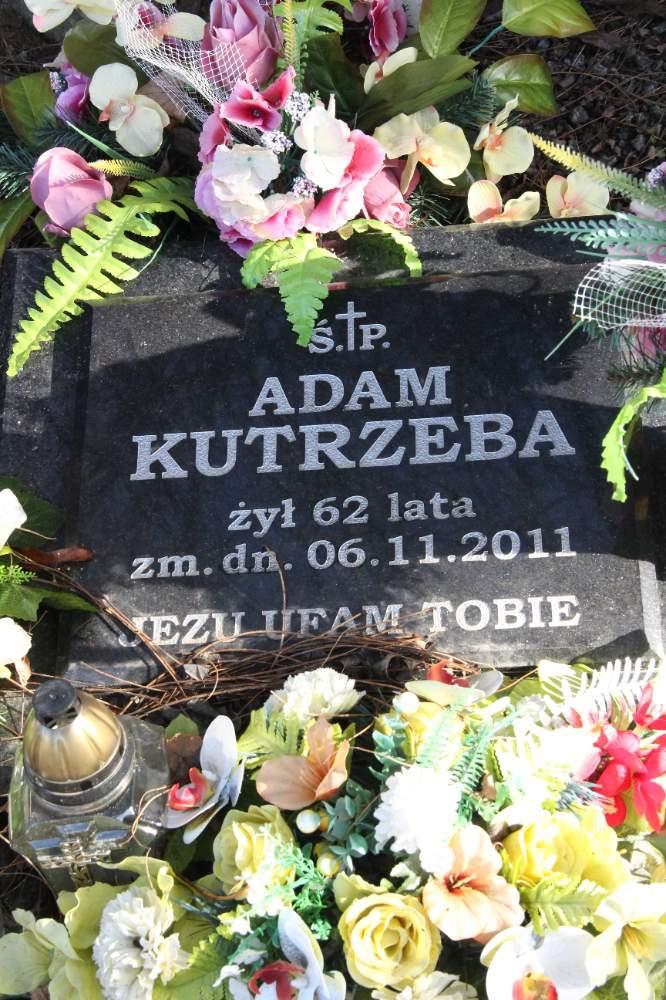 Ś.†P.
ADAM
KUTRZEBA
żył 62 lata
zm. dn. 06.11.2011
JEZU UFAM TOBIE